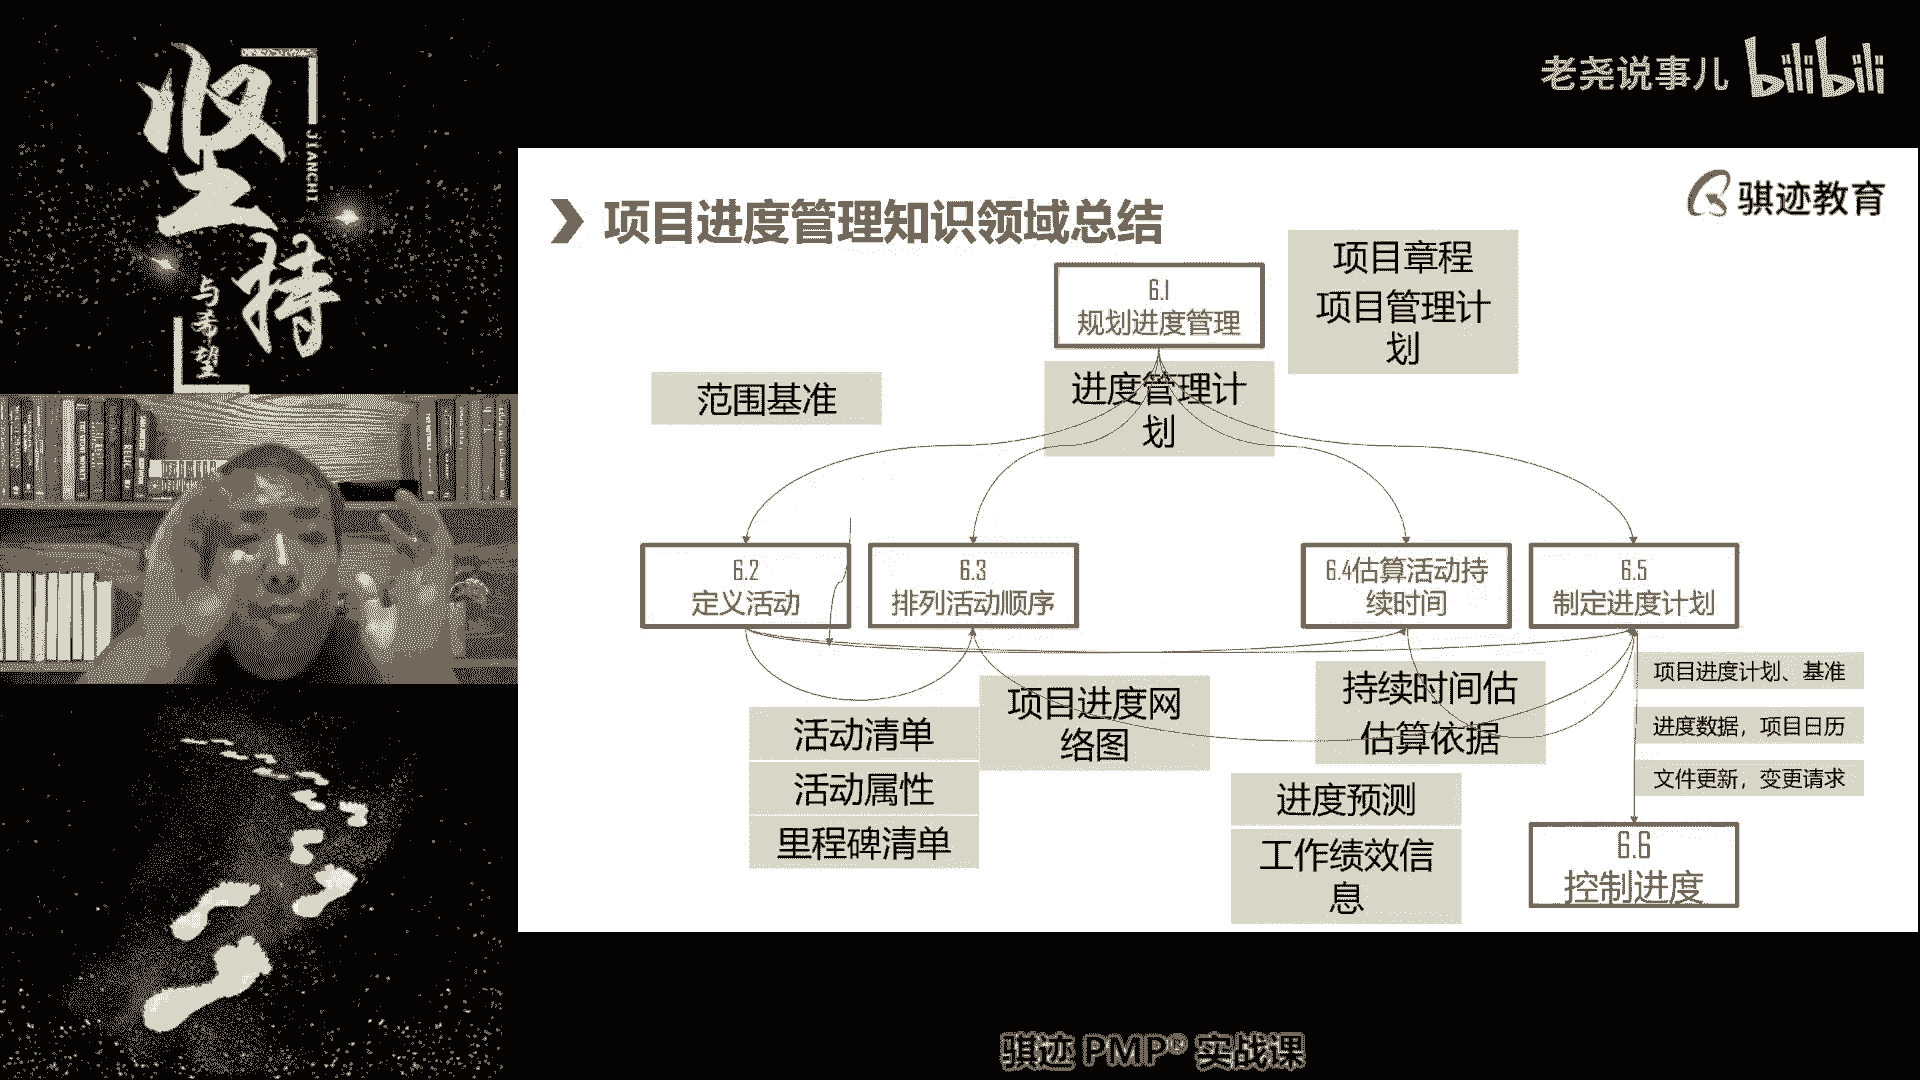 坚持
JIANCHI
与希望
老尧说事儿 bilibili
骐迹教育
项目进度管理知识领域总结
6.1
规划进度管理
项目章程
项目管理计
划
范围基准
进度管理计
划
6.2
定义活动
6.3
排列活动顺序
6.4估算活动持
续时间
6.5
制定进度计划
活动清单
活动属性
里程碑清单
项目进度网
络图
持续时间估
估算依据
项目进度计划、基准
进度数据，项目日历
文件更新，变更请求
进度预测
工作绩效信
息
6.6
控制进度
骐迹 PMP® 实战课